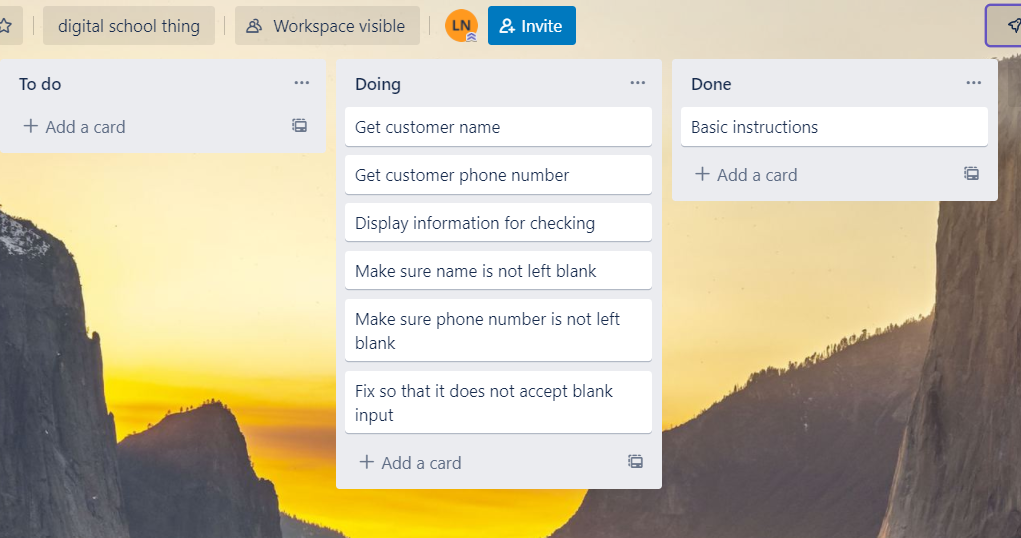 digital school thing
Workspace visible
LN
Invite
To do
Add a card
Doing
Get customer name
Get customer phone number
Display information for checking
Make sure name is not left blank
Make sure phone number is not left
blank
Fix so that it does not accept blank
input
Add a card
Done
Basic instructions
Add a card